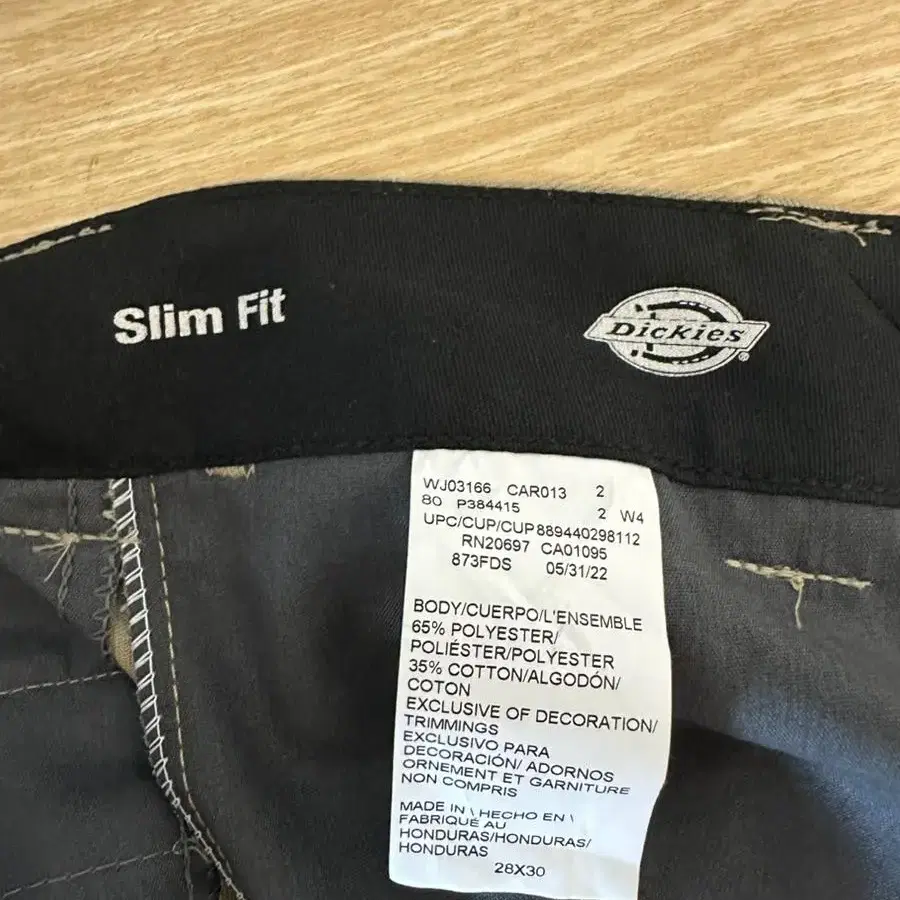 Slim Fit
Dickies®
WJ03166 CAR013 2
80 P384415 2 W4
UPC/CUP/CUP889440298112
RN20697 CA01095
873FDS 05/31/22
BODY/CUERPO/L'ENSEMBLE
65% POLYESTER/
POLIÉSTER/POLYESTER
35% COTTON/ALGODÓN/
COTON
EXCLUSIVE OF DECORATION/
TRIMMINGS
EXCLUSIVO PARA
DECORACIÓN/ ADORNOS
ORNEMENT ET GARNITURE
NON COMPRIS
MADE IN \ HECHO EN \
FABRIQUÉ AU
HONDURAS/HONDURAS/
HONDURAS
28X30